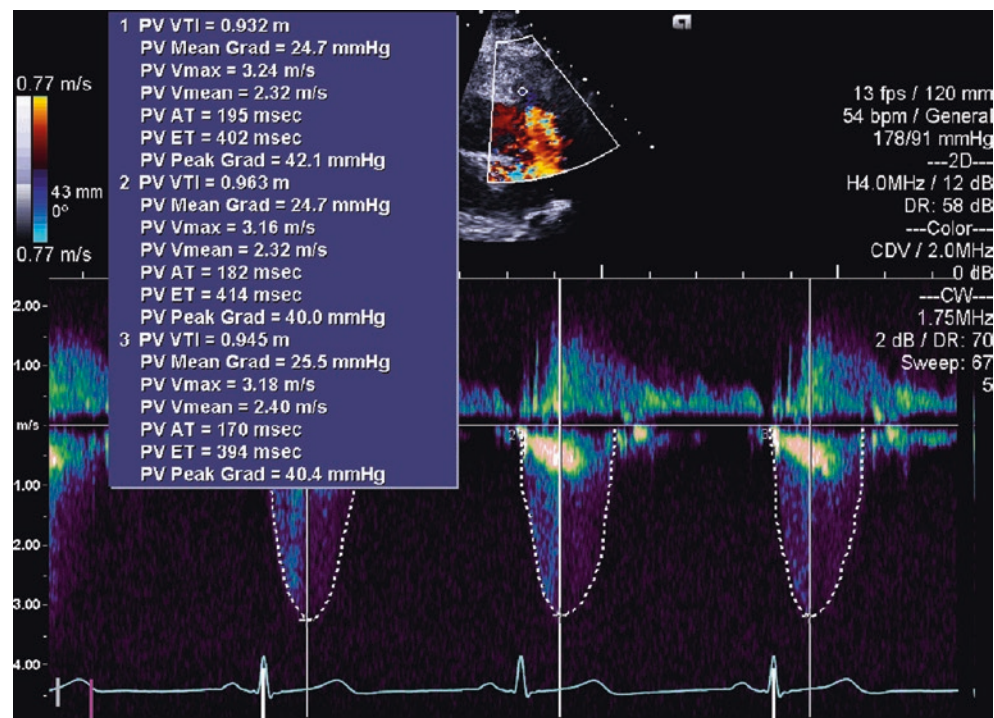 1 PV VTI = 0.932 m
PV Mean Grad = 24.7 mmHg
PV Vmax = 3.24 m/s
PV Vmean = 2.32 m/s
PV AT = 195 msec
PV ET = 402 msec
PV Peak Grad = 42.1 mmHg
2 PV VTI = 0.963 m
PV Mean Grad = 24.7 mmHg
PV Vmax = 3.16 m/s
PV Vmean = 2.32 m/s
PV AT = 182 msec
PV ET = 414 msec
PV Peak Grad = 40.0 mmHg
3 PV VTI = 0.945 m
PV Mean Grad = 25.5 mmHg
PV Vmax = 3.18 m/s
PV Vmean = 2.40 m/s
PV AT = 170 msec
PV ET = 394 msec
PV Peak Grad = 40.4 mmHg
0.77 m/s
43 mm
0°
0.77 m/s
13 fps / 120 mm
54 bpm / General
178/91 mmHg
---2D---
H4.0MHz / 12 dB
DR: 58 dB
---Color---
CDV / 2.0MHz
0 dB
---CW---
1.75MHz
2 dB / DR: 70
Sweep: 67
5
2.00
1.00
m/s
1.00
2.00
3.00
4.00
2
3